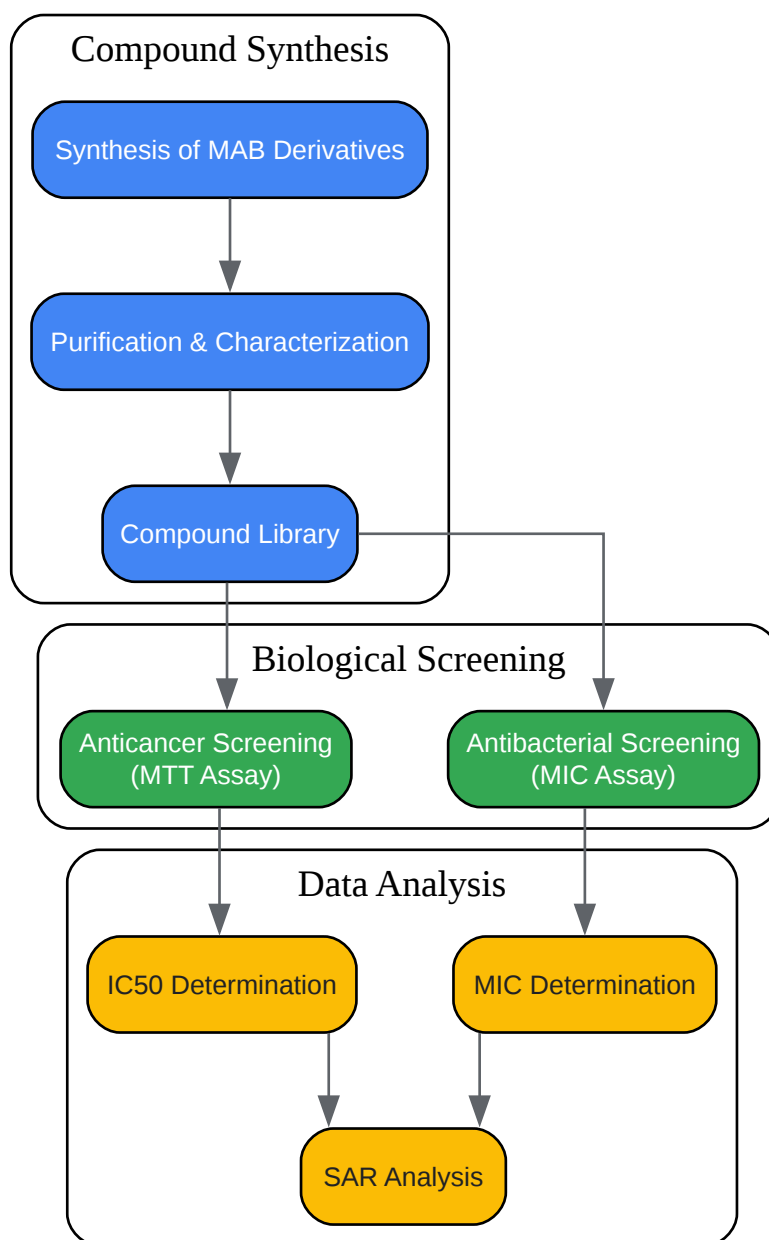 Compound Synthesis
Synthesis of MAB Derivatives
Purification & Characterization
Compound Library
Biological Screening
Anticancer Screening
(MTT Assay)
Antibacterial Screening
(MIC Assay)
Data Analysis
IC50 Determination
MIC Determination
SAR Analysis